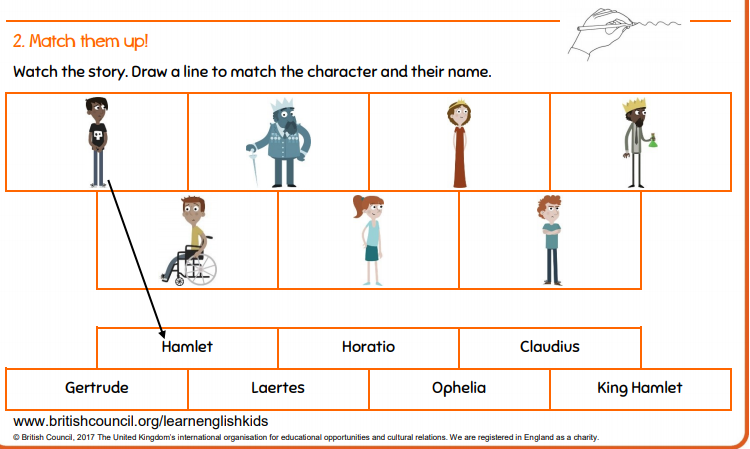 2. Match them up!
Watch the story. Draw a line to match the character and their name.
Hamlet Horatio Claudius
Gertrude Laertes Ophelia King Hamlet
www.britishcouncil.org/learnenglishkids
© British Council, 2017 The United Kingdom's international organisation for educational opportunities and cultural relations. We are registered in England as a charity.